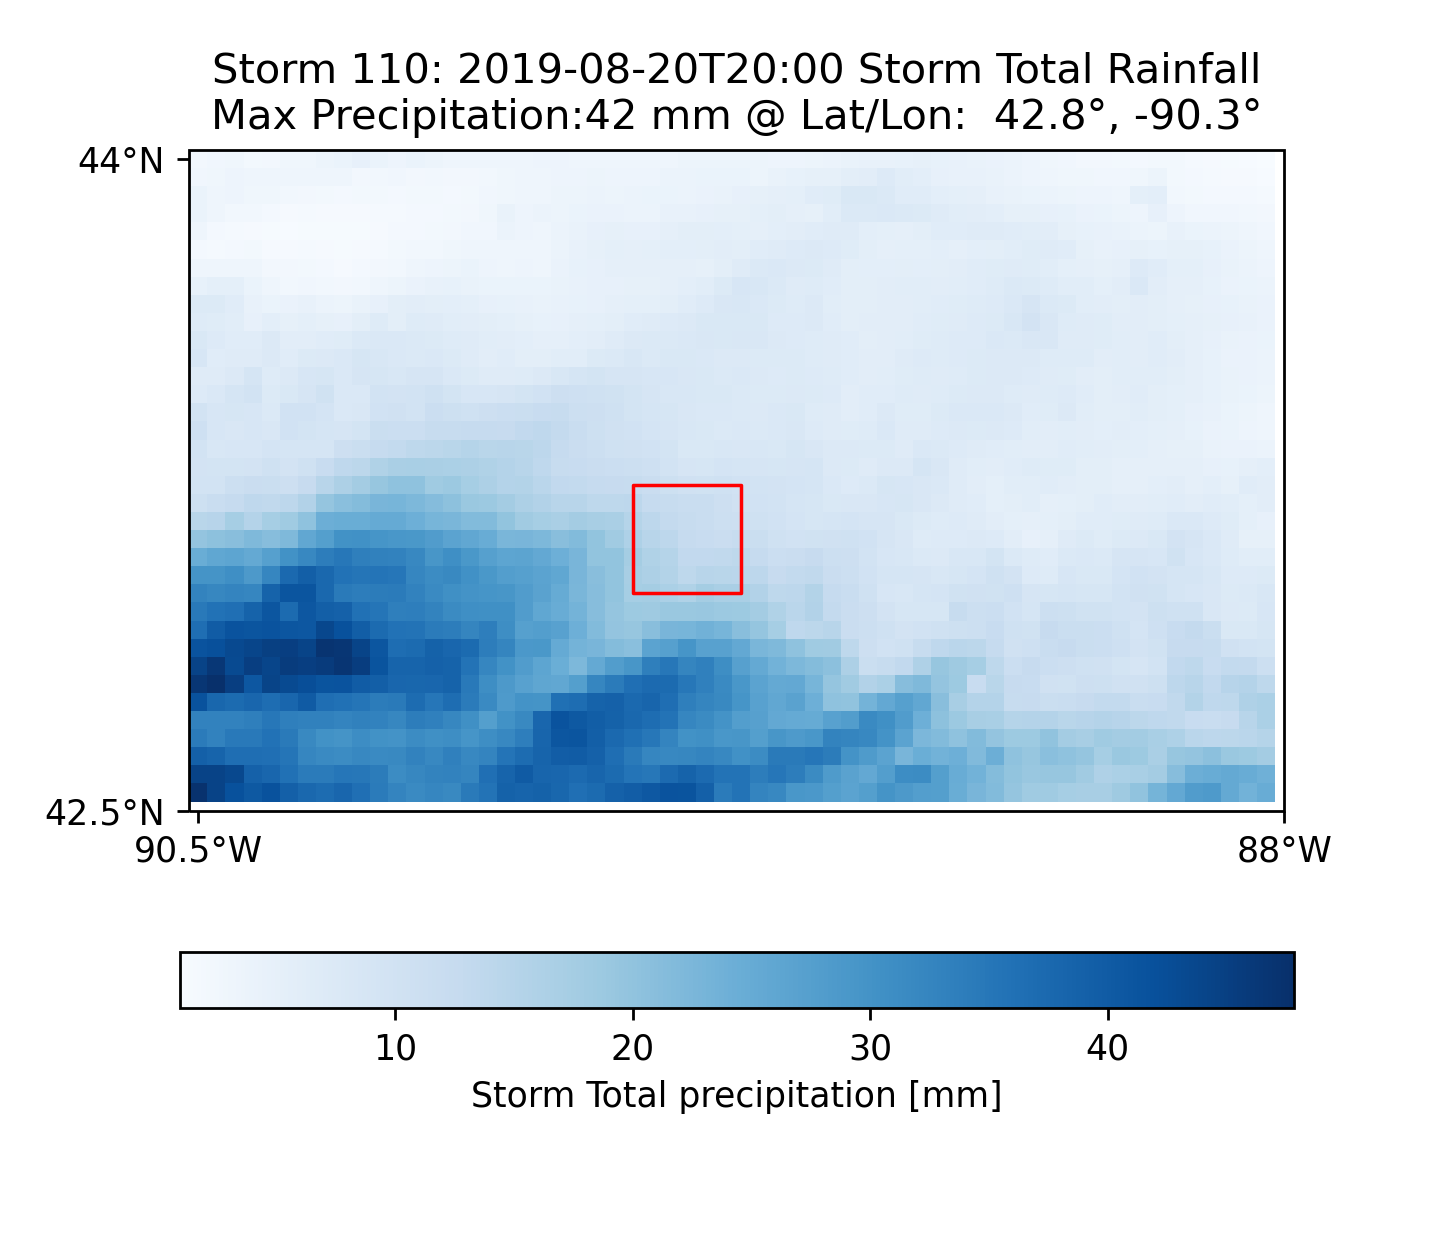 Storm 110: 2019-08-20T20:00 Storm Total Rainfall
Max Precipitation:42 mm @ Lat/Lon:  42.8°, -90.3°
44°N
42.5°N
90.5°W 88°W
10 20 30 40
Storm Total precipitation [mm]